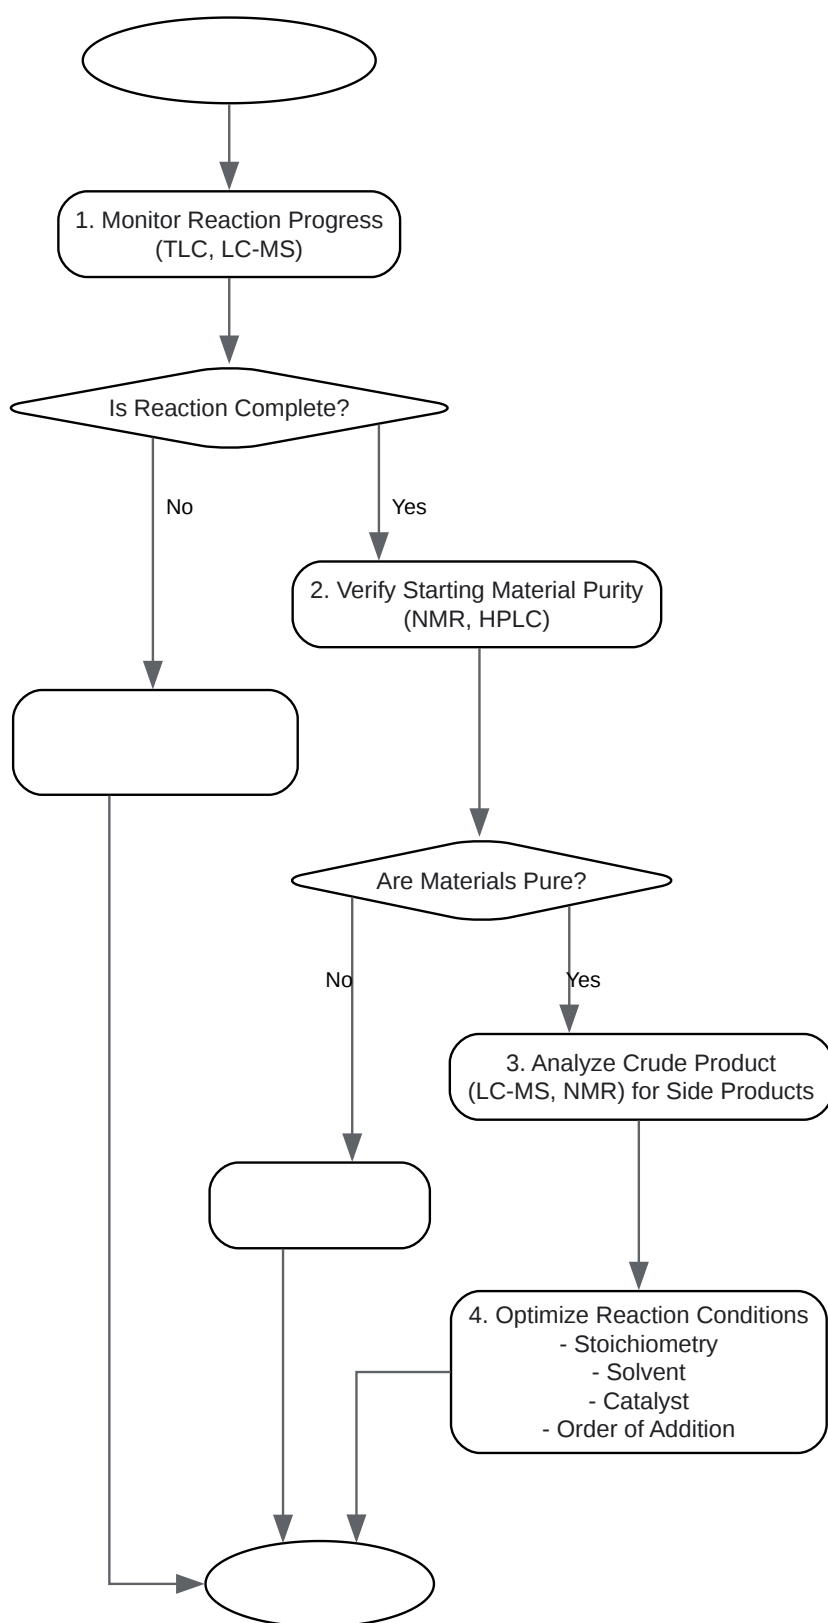 1. Monitor Reaction Progress
(TLC, LC-MS)
Is Reaction Complete?
No
Yes
2. Verify Starting Material Purity
(NMR, HPLC)
Are Materials Pure?
No
Yes
3. Analyze Crude Product
(LC-MS, NMR) for Side Products
4. Optimize Reaction Conditions
- Stoichiometry
- Solvent
- Catalyst
- Order of Addition